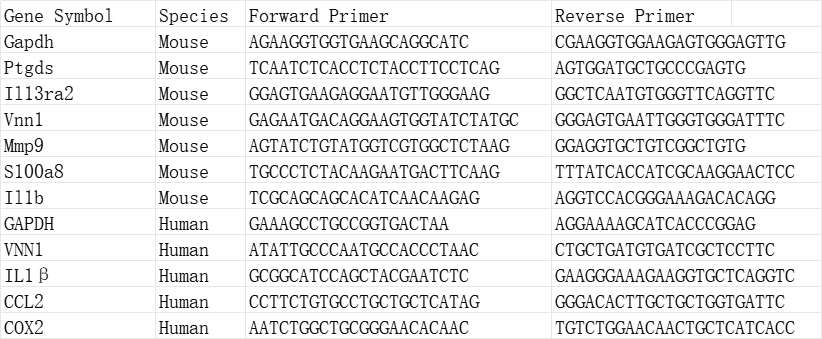 Gene Symbol Species Forward Primer Reverse Primer
Gapdh Mouse AGAAGGTGGTGAAGCAGGCATC CGAAGGTGGAAGAGTGGGAGTTG
Ptgds Mouse TCAATCTCACCTCTACCTTCCTCAG AGTGGATGCTGCCCGAGTG
Il13ra2 Mouse GGAGTGAAGAGGAATGTTGGGAAG GGCTCAATGTGGGTTCAGGTTC
Vnn1 Mouse GAGAATGACAGGAAGTGGTATCTATGC GGGAGTGAATTGGGTGGGATTTC
Mmp9 Mouse AGTATCTGTATGGTCGTGGCTCTAAG GGAGGTGCTGTCGGCTGTG
S100a8 Mouse TGCCCTCTACAAGAATGACTTCAAG TTTATCACCATCGCAAGGAACTCC
Il1b Mouse TCGCAGCAGCACATCAACAAGAG AGGTCCACGGGAAAGACACAGG
GAPDH Human GAAAGCCTGCCGGTGACTAA AGGAAAAGCATCACCCGGAG
VNN1 Human ATATTGCCCAATGCCACCCTAAC CTGCTGATGTGATCGCTCCTTC
IL1β Human GCGGCATCCAGCTACGAATCTC GAAGGGAAAGAAGGTGCTCAGGTC
CCL2 Human CCTTCTGTGCCTGCTGCTCATAG GGGACACTTGCTGCTGGTGATTC
COX2 Human AATCTGGCTGCGGGAACACAAC TGTCTGGAACAACTGCTCATCACC